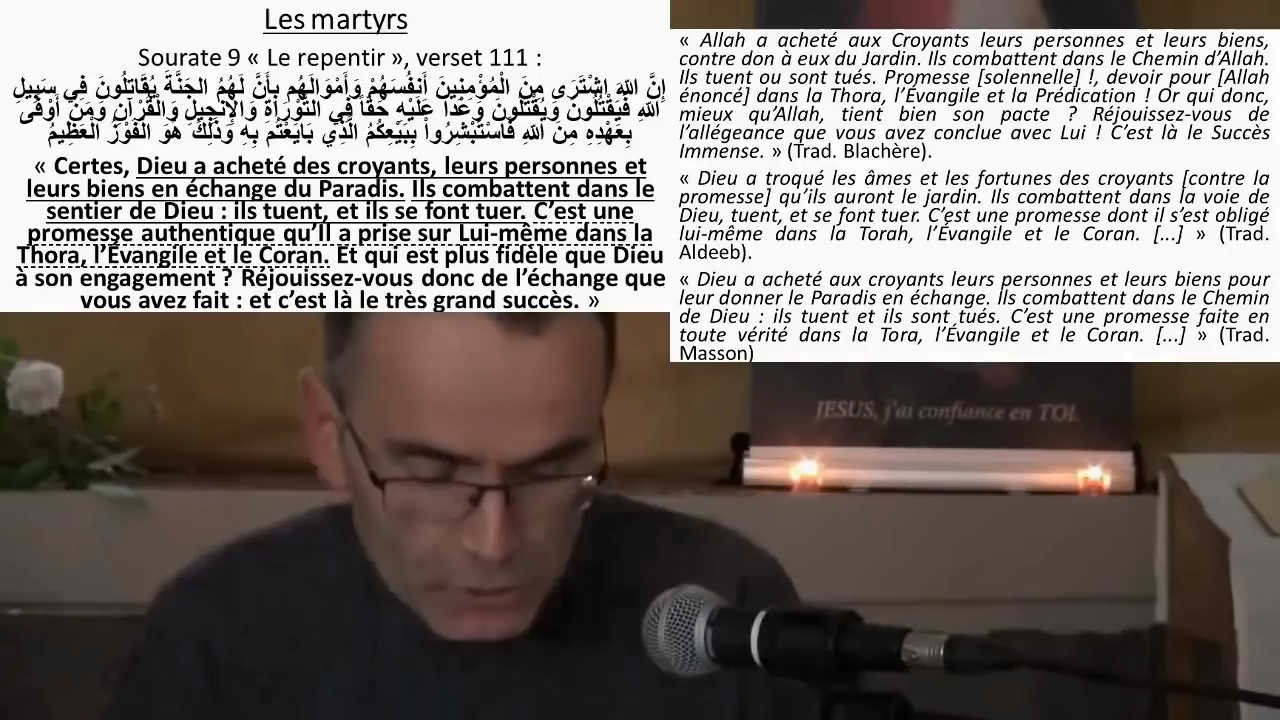 Les martyrs
Sourate 9 « Le repentir », verset 111 :
إِنَّ اللهَ اشْتَرَى مِنَ الْمُؤْمِنِينَ أَنْفُسَهُمْ وَأَمْوَالَهُم بِأَنَّ لَهُمُ الجَنَّةَ يُقَاتِلُونَ فِي سَبِيلِ
اللهِ فَيَقْتُلُونَ وَيُقْتَلُونَ وَعْدًا عَلَيْهِ حَقًّا فِي التَّوْرَاةِ وَالإِنْجِيلِ وَالْقُرْآنِ وَمَنْ أَوْفَى
بِعَهْدِهِ مِنَ اللهِ فَاسْتَبْشِرُواْ بِبَيْعِكُمُ الَّذِي بَايَعْتُم بِهِ وَذَلِكَ هُوَ الْفَوْزُ الْعَظِيمُ
« Certes, Dieu a acheté des croyants, leurs personnes et
leurs biens en échange du Paradis. Ils combattent dans le
sentier de Dieu : ils tuent, et ils se font tuer. C’est une
promesse authentique qu’Il a prise sur Lui-même dans la
Thora, l’Évangile et le Coran. Et qui est plus fidèle que Dieu
à son engagement ? Réjouissez-vous donc de l’échange que
vous avez fait : et c’est là le très grand succès. »
« Allah a acheté aux Croyants leurs personnes et leurs biens,
contre don à eux du Jardin. Ils combattent dans le Chemin d’Allah.
Ils tuent ou sont tués. Promesse [solennelle] !, devoir pour [Allah
énoncé] dans la Thora, l’Évangile et la Prédication ! Or qui donc,
mieux qu’Allah, tient bien son pacte ? Réjouissez-vous de
l’allégeance que vous avez conclue avec Lui ! C’est là le Succès
Immense. » (Trad. Blachère).
« Dieu a troqué les âmes et les fortunes des croyants [contre la
promesse] qu’ils auront le jardin. Ils combattent dans la voie de
Dieu, tuent, et se font tuer. C’est une promesse dont il s’est obligé
lui-même dans la Torah, l’Évangile et le Coran. [...] » (Trad.
Aldeeb).
« Dieu a acheté aux croyants leurs personnes et leurs biens pour
leur donner le Paradis en échange. Ils combattent dans le Chemin
de Dieu : ils tuent et ils sont tués. C’est une promesse faite en
toute vérité dans la Tora, l’Évangile et le Coran. [...] » (Trad.
Masson)
JESUS, j'ai confiance en TOI.